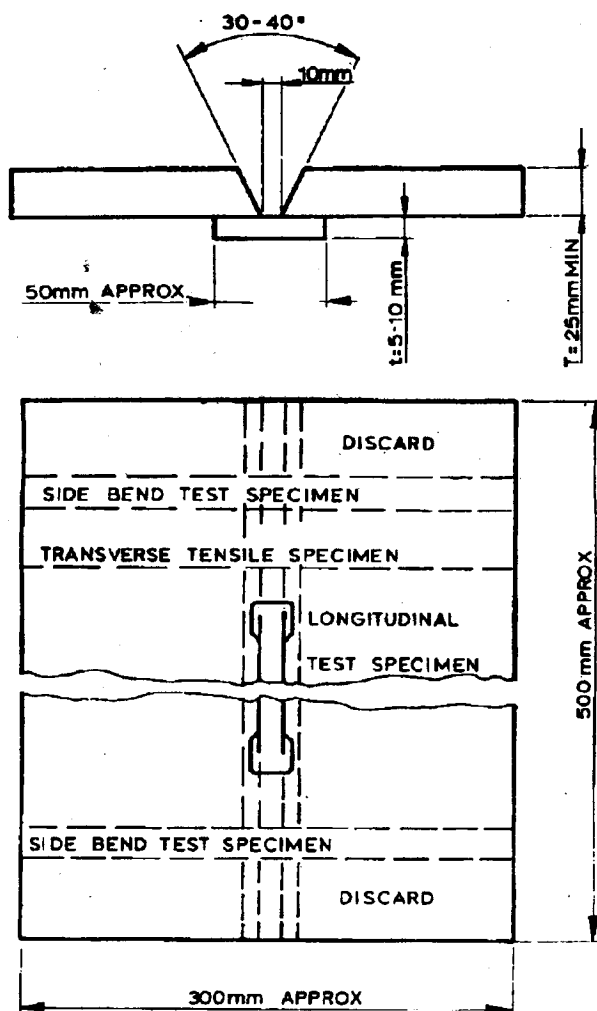 30-40°
10mm
50mm APPROX
t=5-10 mm
T=25mm MIN
DISCARD
SIDE BEND TEST SPECIMEN
TRANSVERSE TENSILE SPECIMEN
LONGITUDINAL
TEST SPECIMEN
500mm APPROX
SIDE BEND TEST SPECIMEN
DISCARD
300mm APPROX